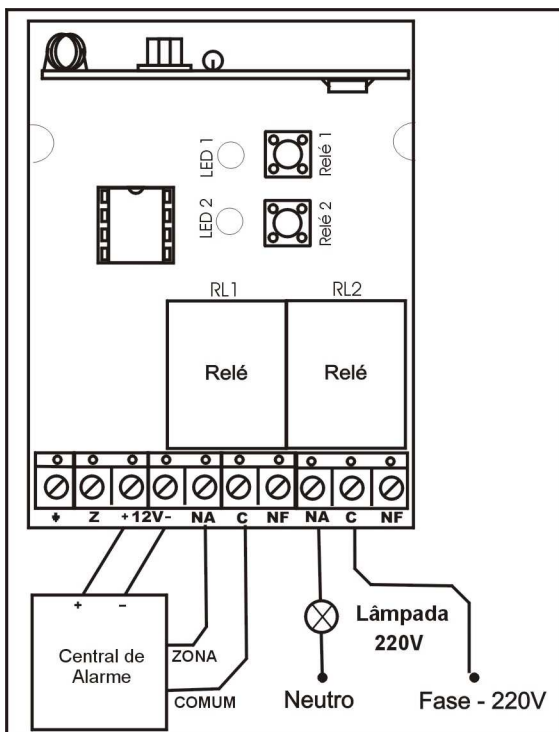 LED 1
Relé 1
LED 2
Relé 2
RL1
RL2
Relé
Relé
Z
+12V-
NA
C
NF
NA
C
NF
+
-
Central de
Alarme
ZONA
COMUM
Lâmpada
220V
Neutro
Fase - 220V